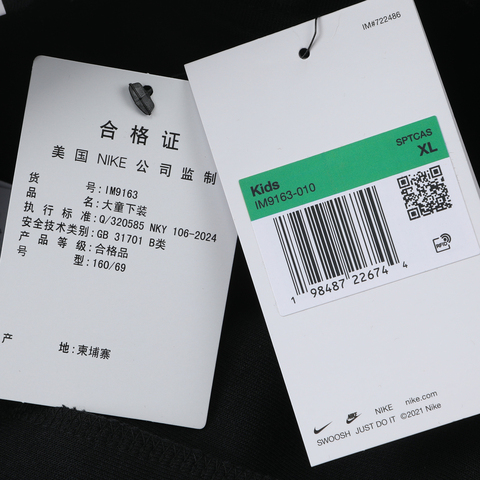 合格证
美国 NIKE 公司监制
货 号: IM9163
品 名: 大童下装
执行标准: Q/320585 NKY 106-2024
安全技术类别: GB 31701 B类
产品等级: 合格品
号 型: 160/69
产 地: 柬埔寨
IM#722486
SPTCAS
XL
Kids
IM9163-010
RFID
1 98487 22674 4
NIKE nike.com
SWOOSH JUST DO IT ©2021 Nike